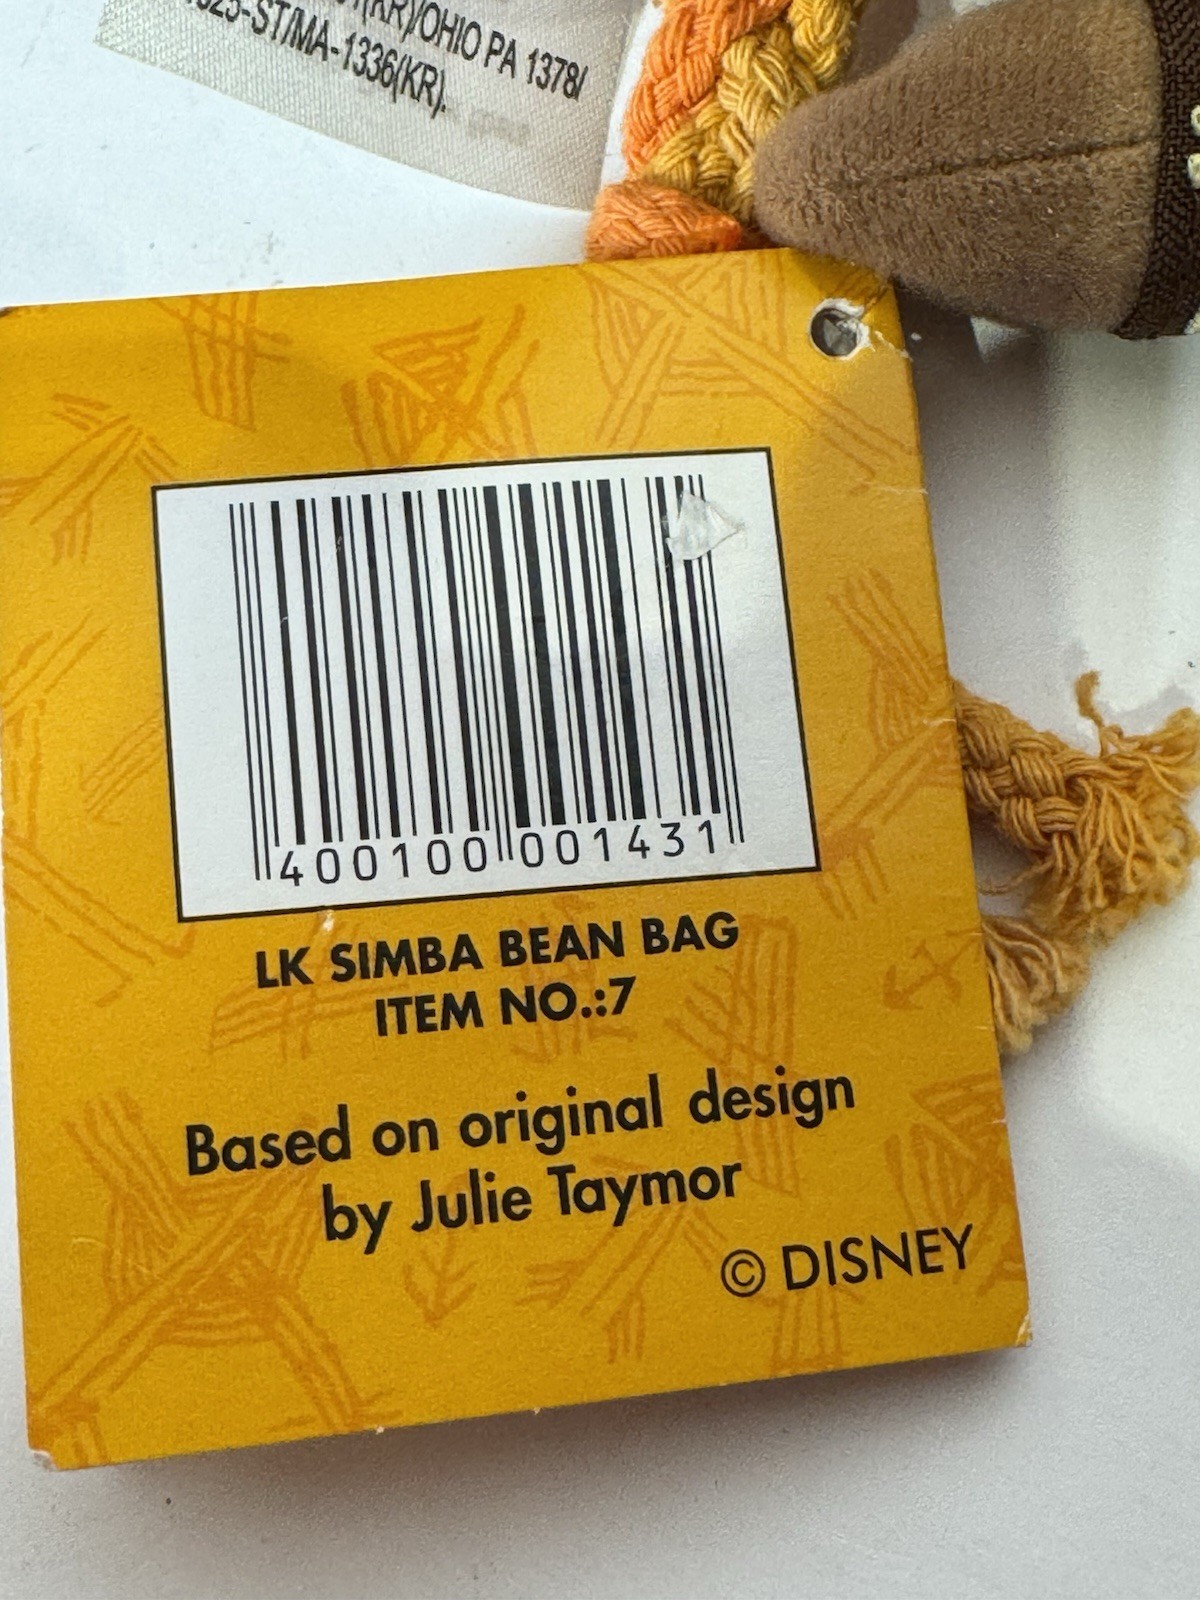 (KR)/OHIO PA 1378/
-ST/MA-1336(KR).
400100 001431
LK SIMBA BEAN BAG
ITEM NO.:7
Based on original design
by Julie Taymor
© DISNEY